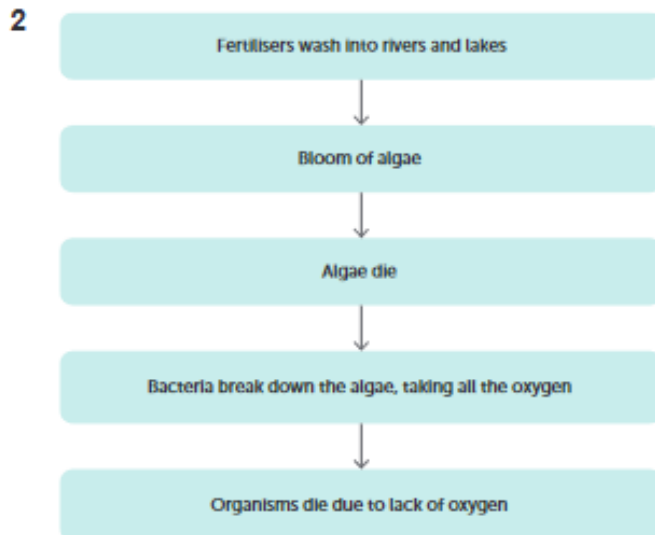 2
Fertilisers wash into rivers and lakes
Bloom of algae
Algae die
Bacteria break down the algae, taking all the oxygen
Organisms die due to lack of oxygen